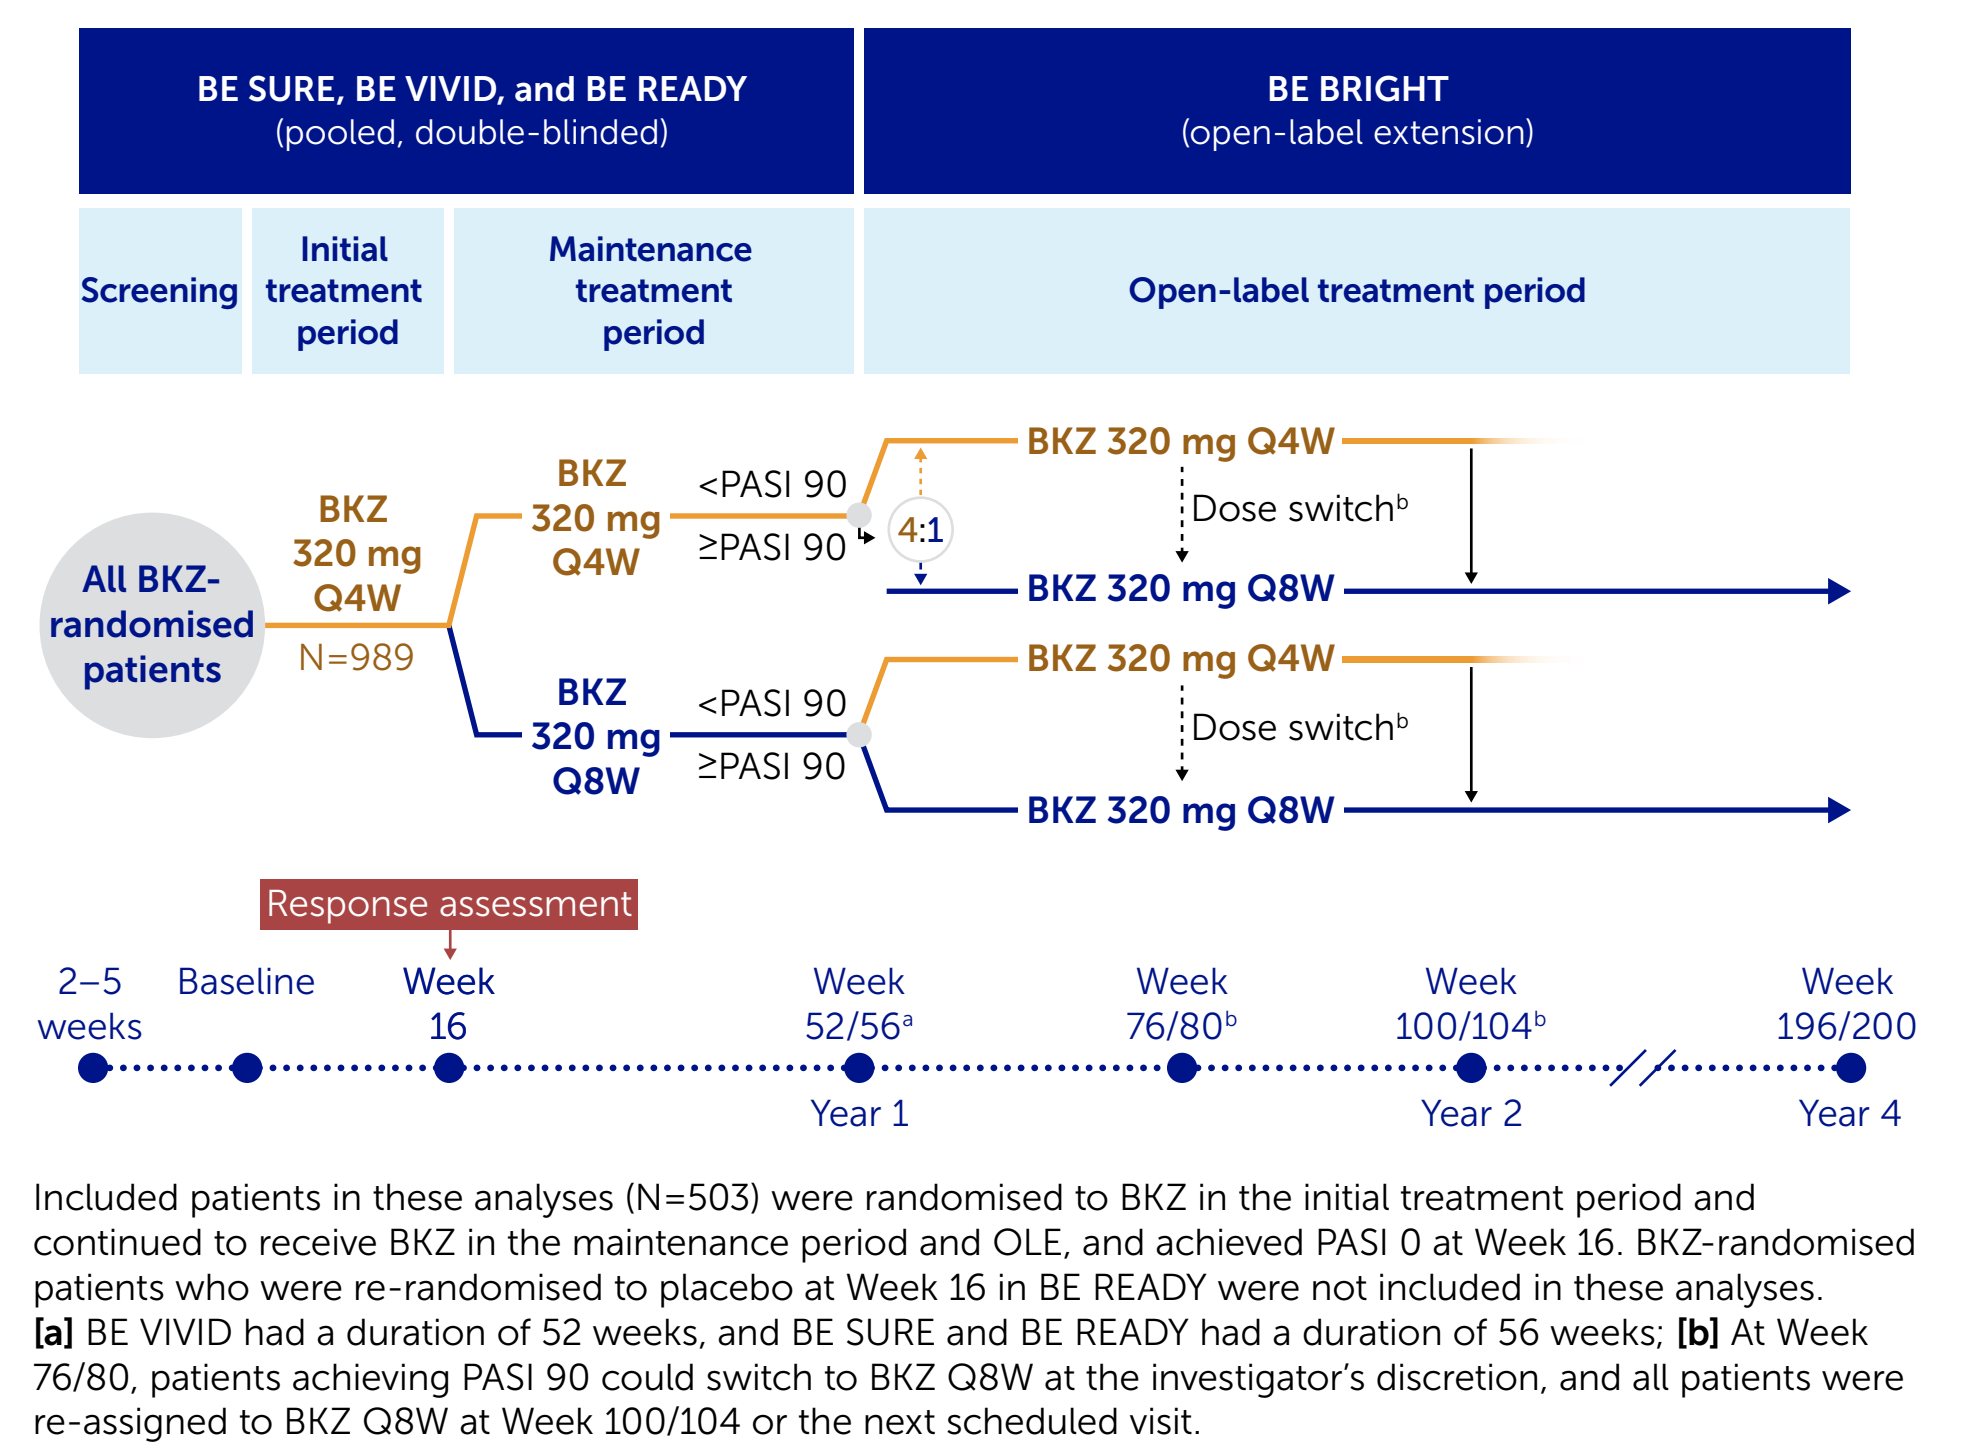 BE SURE, BE VIVID, and BE READY
(pooled, double-blinded)
BE BRIGHT
(open-label extension)
Screening
Initial
treatment
period
Maintenance
treatment
period
Open-label treatment period
All BKZ-
randomised
patients
BKZ
320 mg
Q4W
N=989
BKZ
320 mg
Q4W
<PASI 90
≥PASI 90
4:1
BKZ 320 mg Q4W
Dose switchᵇ
BKZ 320 mg Q8W
BKZ
320 mg
Q8W
<PASI 90
≥PASI 90
BKZ 320 mg Q4W
Dose switchᵇ
BKZ 320 mg Q8W
Response assessment
2–5
weeks
Baseline
Week
16
Week
52/56ᵃ
Week
76/80ᵇ
Week
100/104ᵇ
Week
196/200
Year 1
Year 2
Year 4
Included patients in these analyses (N=503) were randomised to BKZ in the initial treatment period and
continued to receive BKZ in the maintenance period and OLE, and achieved PASI 0 at Week 16. BKZ-randomised
patients who were re-randomised to placebo at Week 16 in BE READY were not included in these analyses.
[a] BE VIVID had a duration of 52 weeks, and BE SURE and BE READY had a duration of 56 weeks; [b] At Week
76/80, patients achieving PASI 90 could switch to BKZ Q8W at the investigator’s discretion, and all patients were
re-assigned to BKZ Q8W at Week 100/104 or the next scheduled visit.